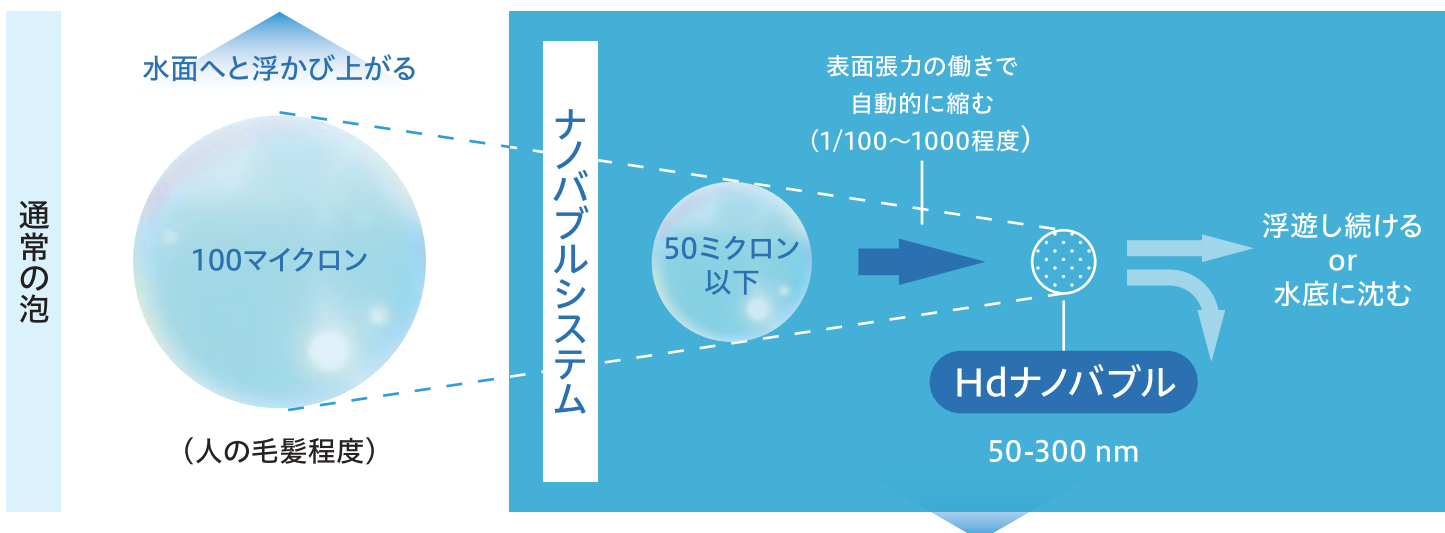 通常の泡
水面へと浮かび上がる
100マイクロン
（人の毛髪程度）
ナノバブルシステム
50ミクロン
以下
表面張力の働きで
自動的に縮む
（1/100～1000程度）
Hdナノバブル
50-300 nm
浮遊し続ける
or
水底に沈む